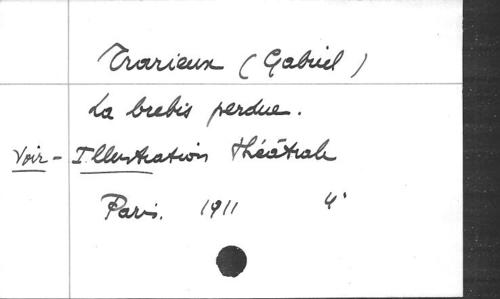 Trarieux (Gabriel)
La brebis perdue.
Voir - Illustration théâtrale
Paris. 1911 4°